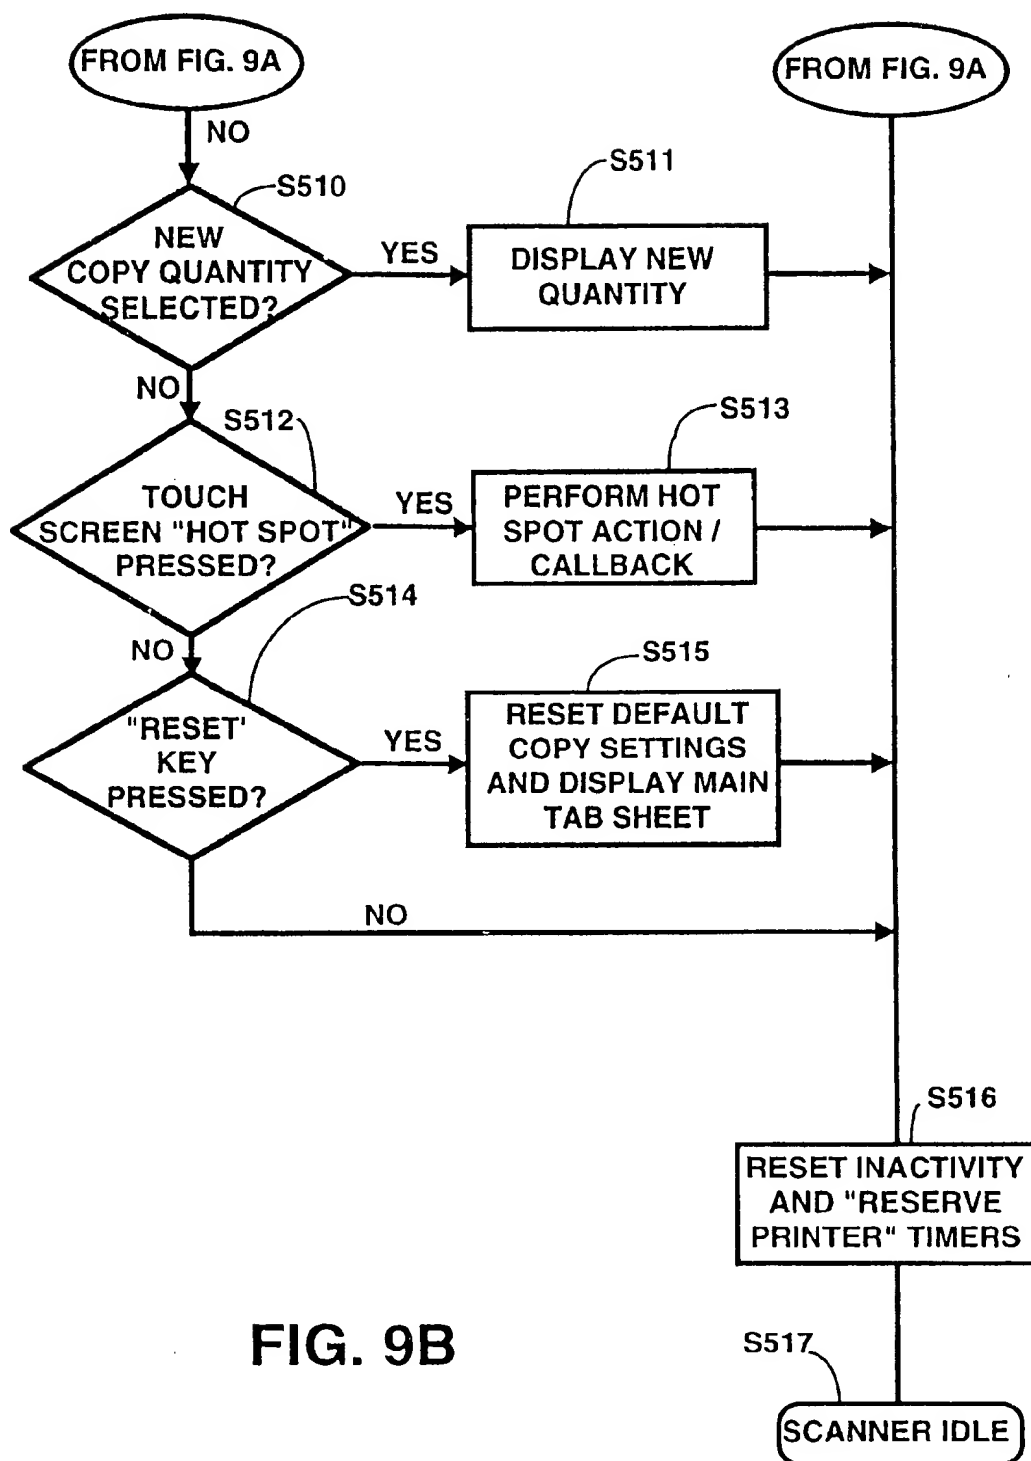 FROM FIG. 9A
FROM FIG. 9A
NO
S510
S511
NEW
COPY QUANTITY
SELECTED?
YES
DISPLAY NEW
QUANTITY
NO
S512
S513
TOUCH
SCREEN "HOT SPOT"
PRESSED?
YES
PERFORM HOT
SPOT ACTION /
CALLBACK
NO
S514
S515
"RESET'
KEY
PRESSED?
YES
RESET DEFAULT
COPY SETTINGS
AND DISPLAY MAIN
TAB SHEET
NO
S516
RESET INACTIVITY
AND "RESERVE
PRINTER" TIMERS
FIG. 9B
S517
SCANNER IDLE